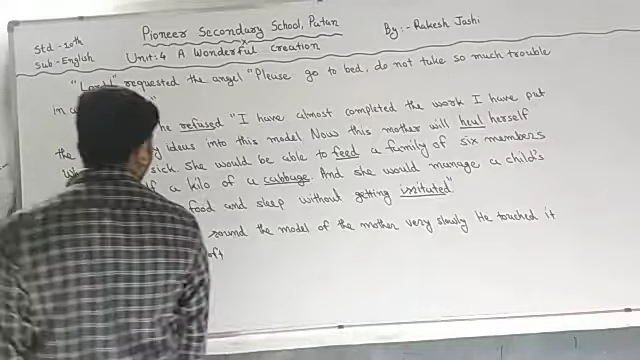 Std - 10th
Sub - English
Pioneer Secondary School, Patan
By :- Rakesh Jashi
Unit: 4 A Wonderful Creation
"Lord!" requested the angel "Please go to bed, do not take so much trouble
in a
he refused "I have almost completed the work I have put
the ideas into this model Now this mother will heal herself
sick. She would be able to feed a family of six members
a kilo of a cabbage. And she would manage a child's
food and sleep without getting irritated"
round the model of the mother very slowly He touched it